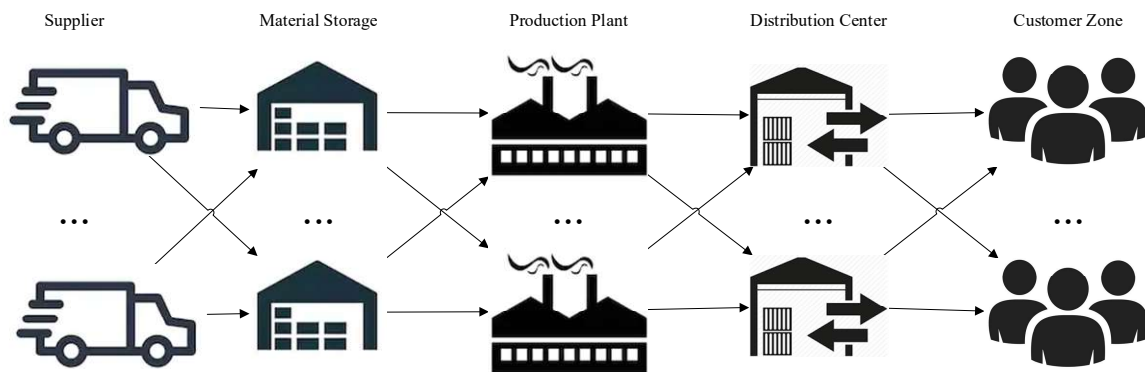 Supplier
Material Storage
Production Plant
Distribution Center
Customer Zone
... ... ... ... ...